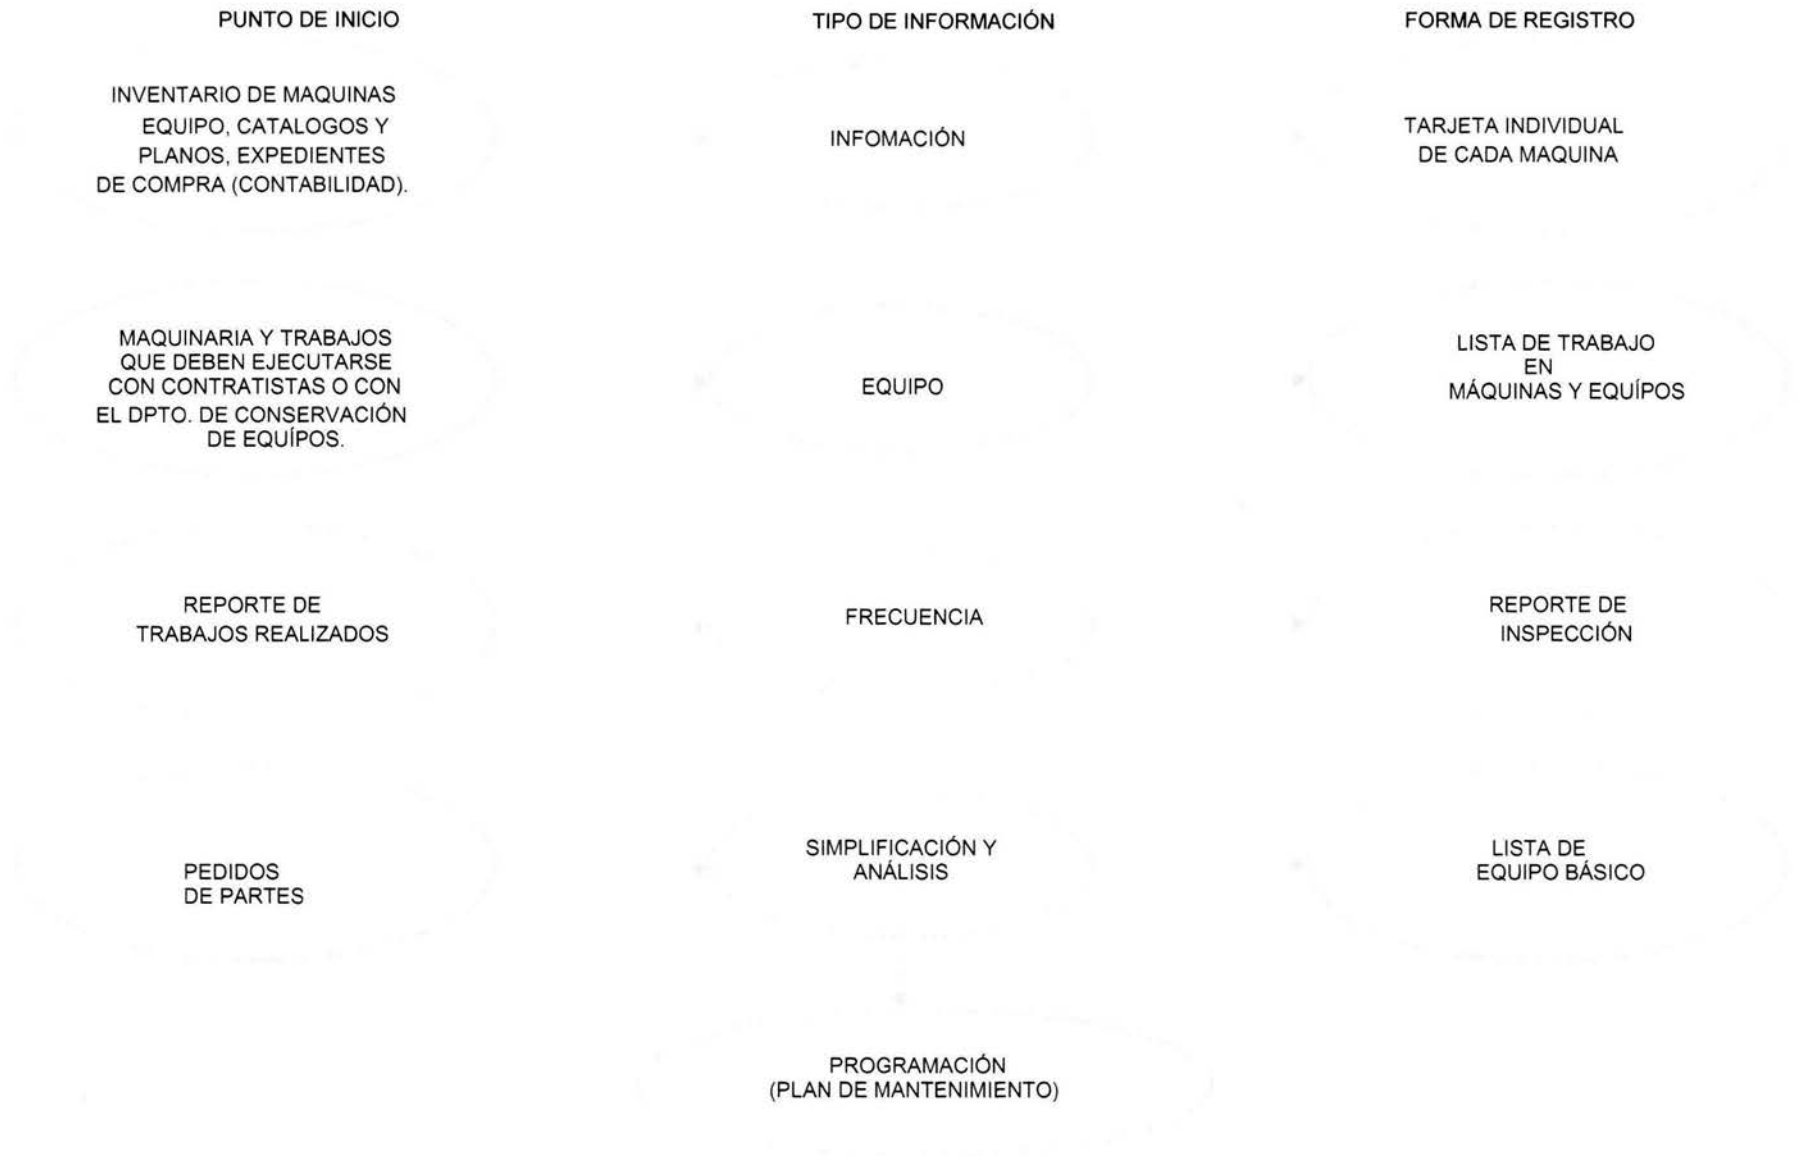 PUNTO DE INICIO
TIPO DE INFORMACIÓN
FORMA DE REGISTRO
INVENTARIO DE MAQUINAS
EQUIPO, CATALOGOS Y
PLANOS, EXPEDIENTES
DE COMPRA (CONTABILIDAD).
INFOMACIÓN
TARJETA INDIVIDUAL
DE CADA MAQUINA
MAQUINARIA Y TRABAJOS
QUE DEBEN EJECUTARSE
CON CONTRATISTAS O CON
EL DPTO. DE CONSERVACIÓN
DE EQUÍPOS.
EQUIPO
LISTA DE TRABAJO
EN
MÁQUINAS Y EQUÍPOS
REPORTE DE
TRABAJOS REALIZADOS
FRECUENCIA
REPORTE DE
INSPECCIÓN
PEDIDOS
DE PARTES
SIMPLIFICACIÓN Y
ANÁLISIS
LISTA DE
EQUIPO BÁSICO
PROGRAMACIÓN
(PLAN DE MANTENIMIENTO)